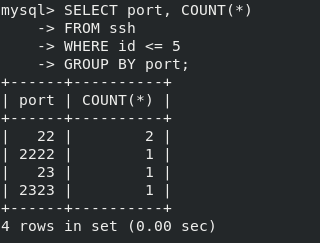 mysql> SELECT port, COUNT(*)
    -> FROM ssh
    -> WHERE id <= 5
    -> GROUP BY port;
+------+----------+
| port | COUNT(*) |
+------+----------+
|   22 |        2 |
| 2222 |        1 |
|   23 |        1 |
| 2323 |        1 |
+------+----------+
4 rows in set (0.00 sec)